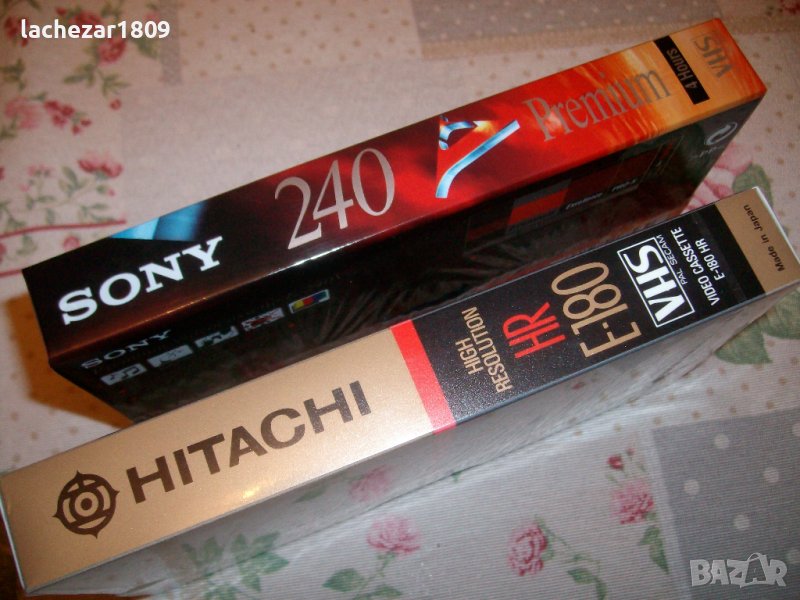 lachezar1809
SONY
240
Premium
VHS
4 Hours
SONY
HITACHI
HIGH
RESOLUTION
HR
E-180
VHS
PAL SECAM
VIDEO CASSETTE
E-180 HR
Made in Japan
BAZAR